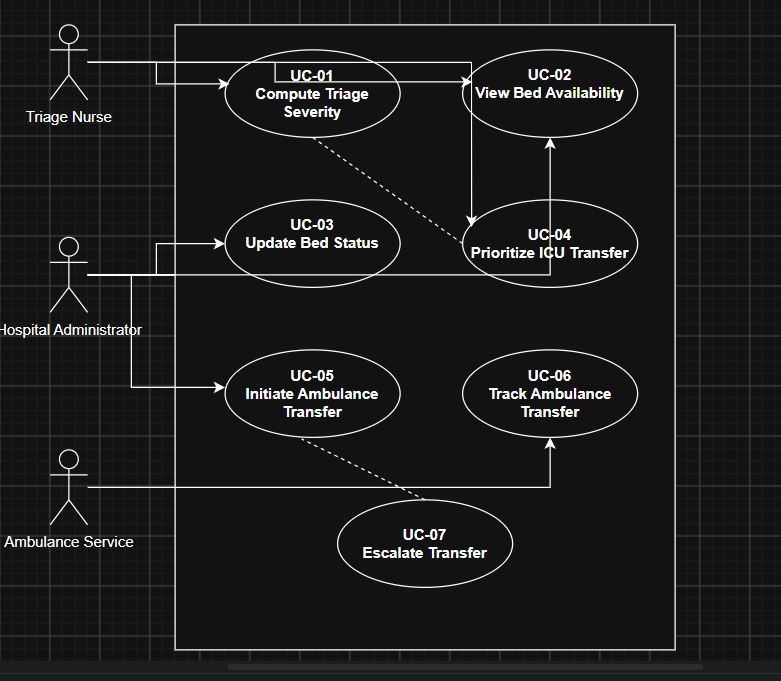 Triage Nurse
UC-01
Compute Triage
Severity
UC-02
View Bed Availability
Hospital Administrator
UC-03
Update Bed Status
UC-04
Prioritize ICU Transfer
UC-05
Initiate Ambulance
Transfer
UC-06
Track Ambulance
Transfer
Ambulance Service
UC-07
Escalate Transfer